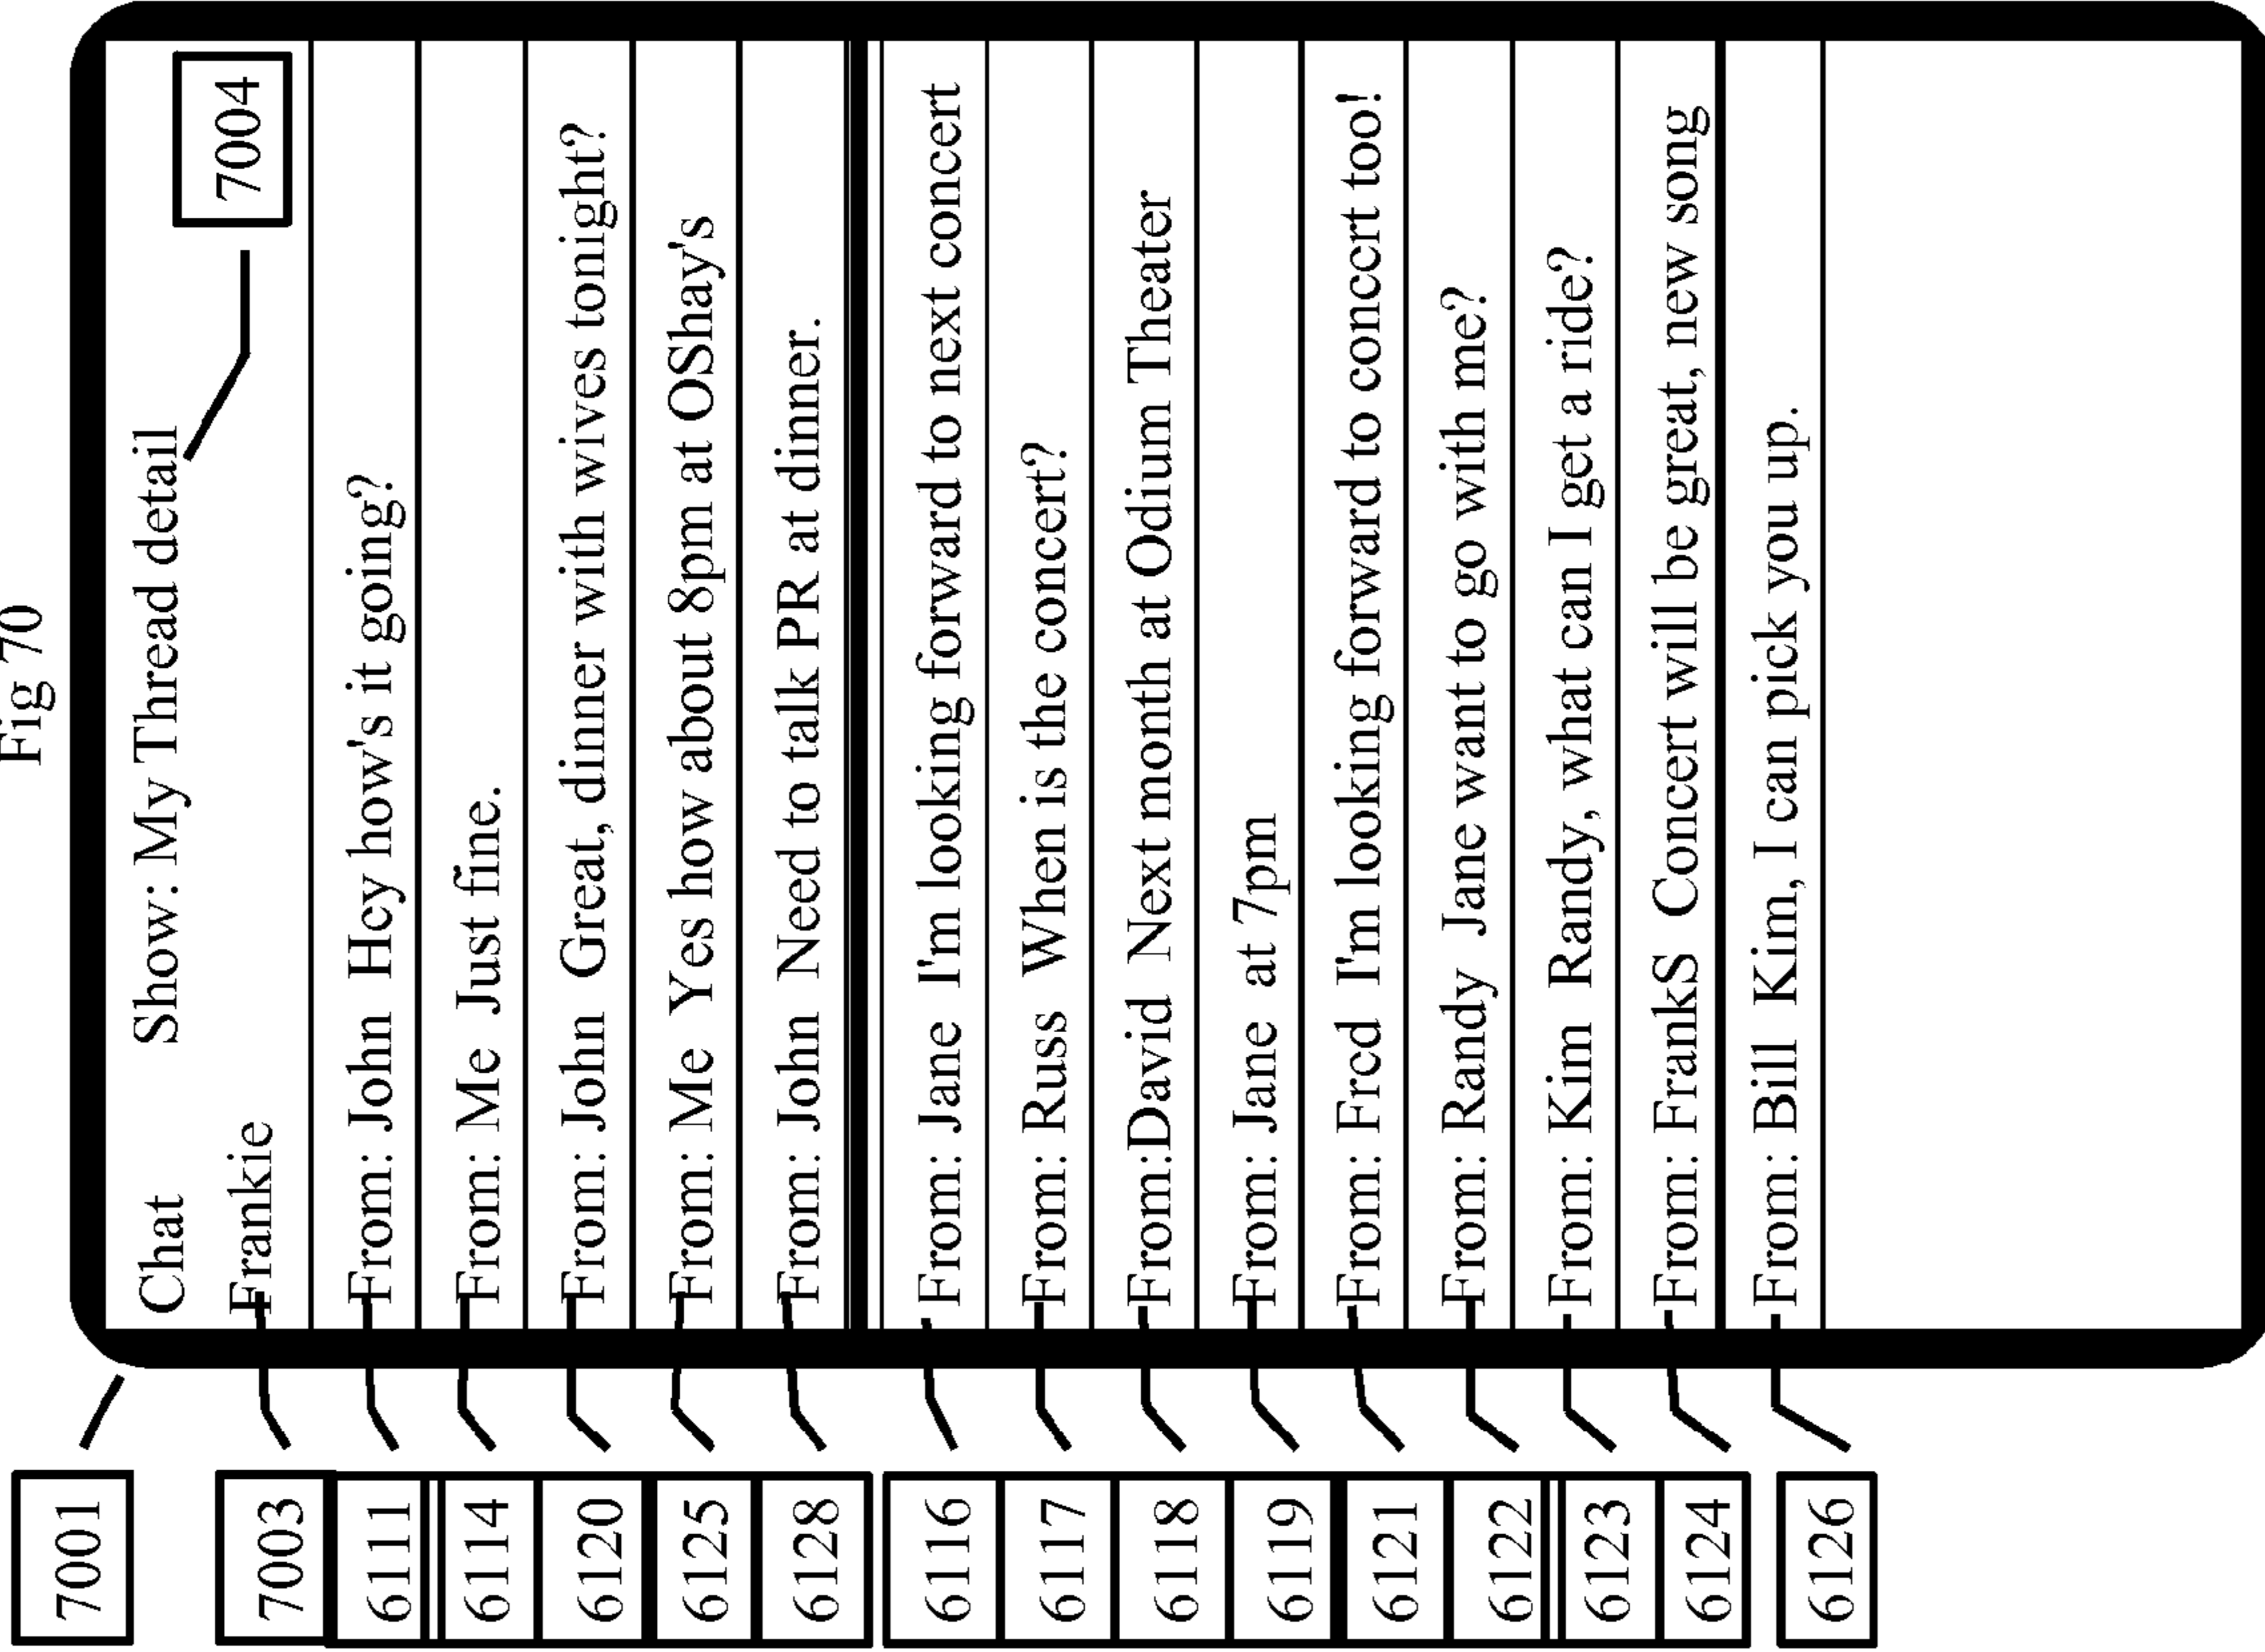 Fig 70
7001
Chat Show: My Thread detail
7004
7003 Frankie
6111 From: John Hey how's it going?
6114 From: Me Just fine.
6120 From: John Great, dinner with wives tonight?
6125 From: Me Yes how about 8pm at OShay's
6128 From: John Need to talk PR at dinner.
6116 From: Jane I'm looking forward to next concert
6117 From: Russ When is the concert?
6118 From:David Next month at Odium Theater
6119 From: Jane at 7pm
6121 From: Fred I'm looking forward to concert too!
6122 From: Randy Jane want to go with me?
6123 From: Kim Randy, what can I get a ride?
6124 From: FrankS Concert will be great, new song
6126 From: Bill Kim, I can pick you up.